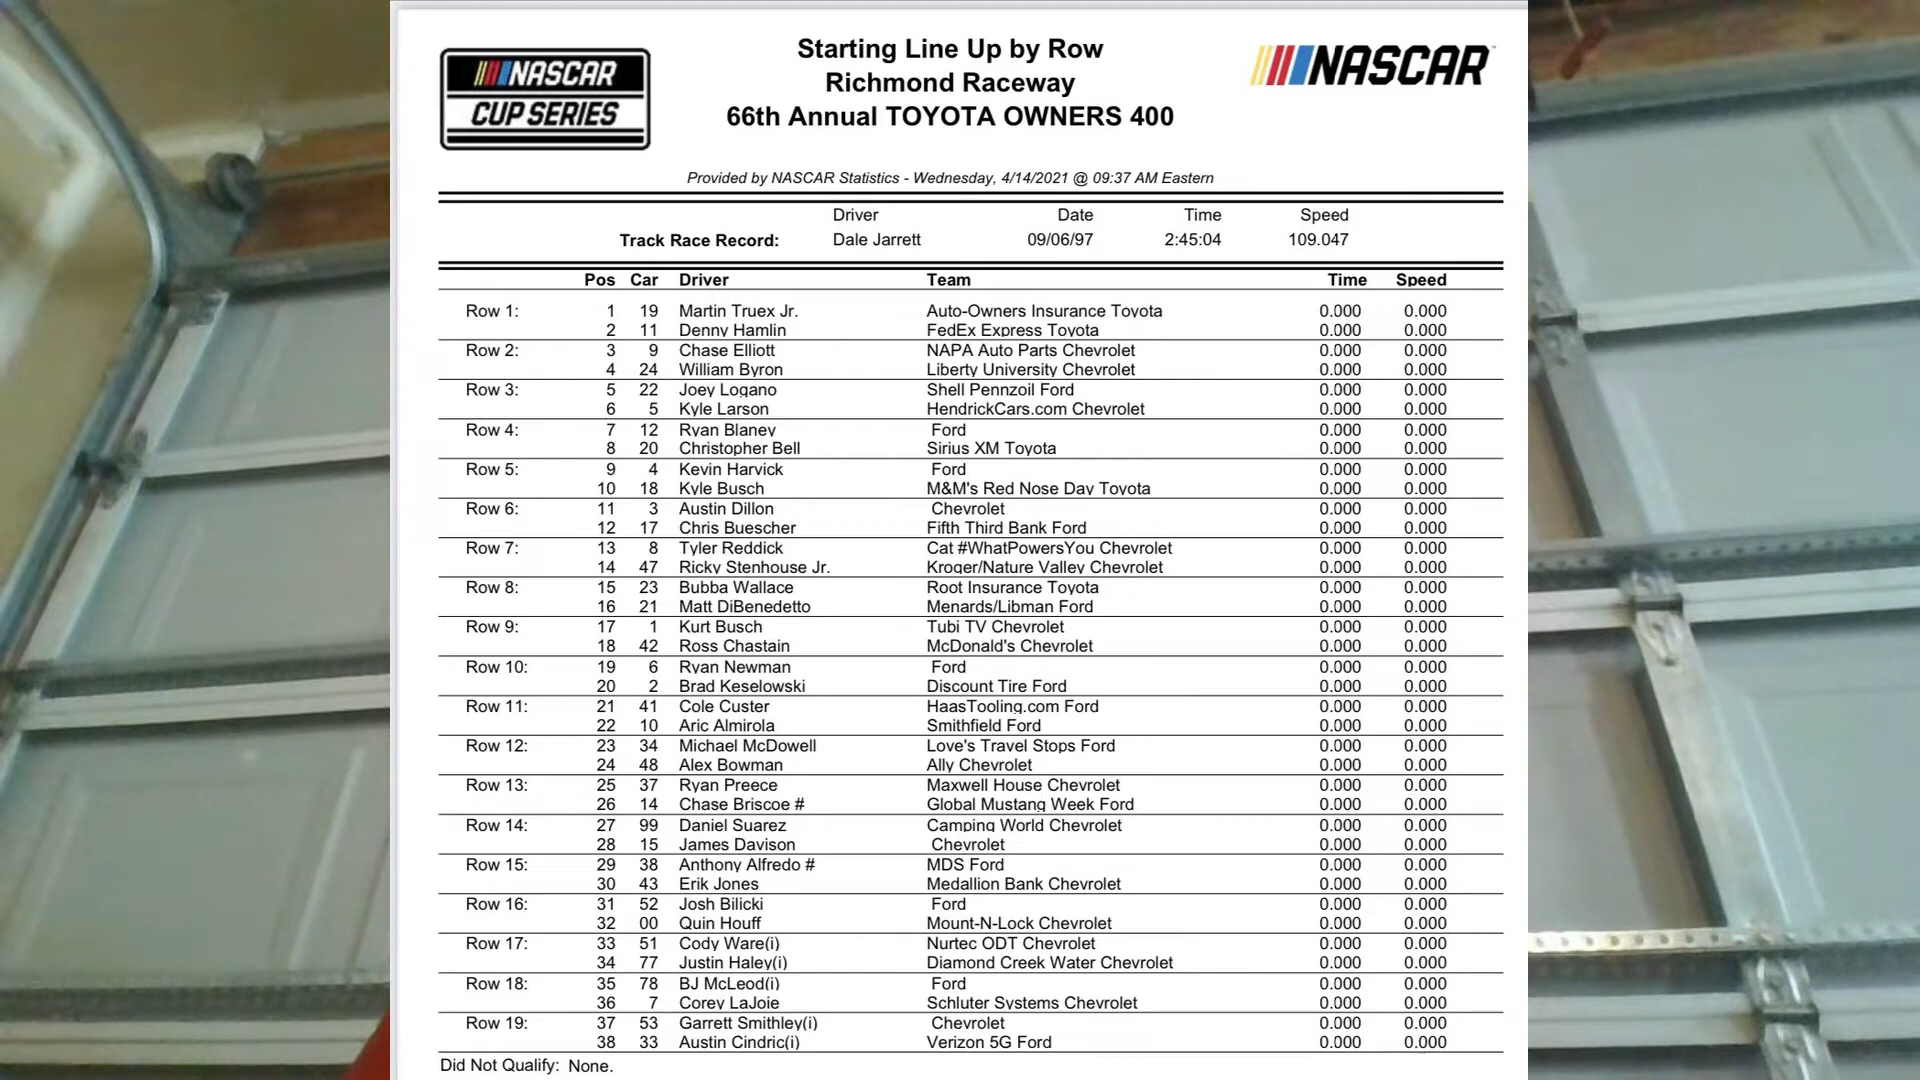 NASCAR
CUP SERIES
Starting Line Up by Row
Richmond Raceway
66th Annual TOYOTA OWNERS 400
NASCAR
Provided by NASCAR Statistics - Wednesday, 4/14/2021 @ 09:37 AM Eastern
Driver Date Time Speed
Track Race Record: Dale Jarrett 09/06/97 2:45:04 109.047
Pos Car Driver Team Time Speed
Row 1: 1 19 Martin Truex Jr. Auto-Owners Insurance Toyota 0.000 0.000
2 11 Denny Hamlin FedEx Express Toyota 0.000 0.000
Row 2: 3 9 Chase Elliott NAPA Auto Parts Chevrolet 0.000 0.000
4 24 William Byron Liberty University Chevrolet 0.000 0.000
Row 3: 5 22 Joey Logano Shell Pennzoil Ford 0.000 0.000
6 5 Kyle Larson HendrickCars.com Chevrolet 0.000 0.000
Row 4: 7 12 Ryan Blaney Ford 0.000 0.000
8 20 Christopher Bell Sirius XM Toyota 0.000 0.000
Row 5: 9 4 Kevin Harvick Ford 0.000 0.000
10 18 Kyle Busch M&M's Red Nose Day Toyota 0.000 0.000
Row 6: 11 3 Austin Dillon Chevrolet 0.000 0.000
12 17 Chris Buescher Fifth Third Bank Ford 0.000 0.000
Row 7: 13 8 Tyler Reddick Cat #WhatPowersYou Chevrolet 0.000 0.000
14 47 Ricky Stenhouse Jr. Kroger/Nature Valley Chevrolet 0.000 0.000
Row 8: 15 23 Bubba Wallace Root Insurance Toyota 0.000 0.000
16 21 Matt DiBenedetto Menards/Libman Ford 0.000 0.000
Row 9: 17 1 Kurt Busch Tubi TV Chevrolet 0.000 0.000
18 42 Ross Chastain McDonald's Chevrolet 0.000 0.000
Row 10: 19 6 Ryan Newman Ford 0.000 0.000
20 2 Brad Keselowski Discount Tire Ford 0.000 0.000
Row 11: 21 41 Cole Custer HaasTooling.com Ford 0.000 0.000
22 10 Aric Almirola Smithfield Ford 0.000 0.000
Row 12: 23 34 Michael McDowell Love's Travel Stops Ford 0.000 0.000
24 48 Alex Bowman Ally Chevrolet 0.000 0.000
Row 13: 25 37 Ryan Preece Maxwell House Chevrolet 0.000 0.000
26 14 Chase Briscoe # Global Mustang Week Ford 0.000 0.000
Row 14: 27 99 Daniel Suarez Camping World Chevrolet 0.000 0.000
28 15 James Davison Chevrolet 0.000 0.000
Row 15: 29 38 Anthony Alfredo # MDS Ford 0.000 0.000
30 43 Erik Jones Medallion Bank Chevrolet 0.000 0.000
Row 16: 31 52 Josh Bilicki Ford 0.000 0.000
32 00 Quin Houff Mount-N-Lock Chevrolet 0.000 0.000
Row 17: 33 51 Cody Ware(i) Nurtec ODT Chevrolet 0.000 0.000
34 77 Justin Haley(i) Diamond Creek Water Chevrolet 0.000 0.000
Row 18: 35 78 BJ McLeod(i) Ford 0.000 0.000
36 7 Corey LaJoie Schluter Systems Chevrolet 0.000 0.000
Row 19: 37 53 Garrett Smithley(i) Chevrolet 0.000 0.000
38 33 Austin Cindric(i) Verizon 5G Ford 0.000 0.000
Did Not Qualify: None.